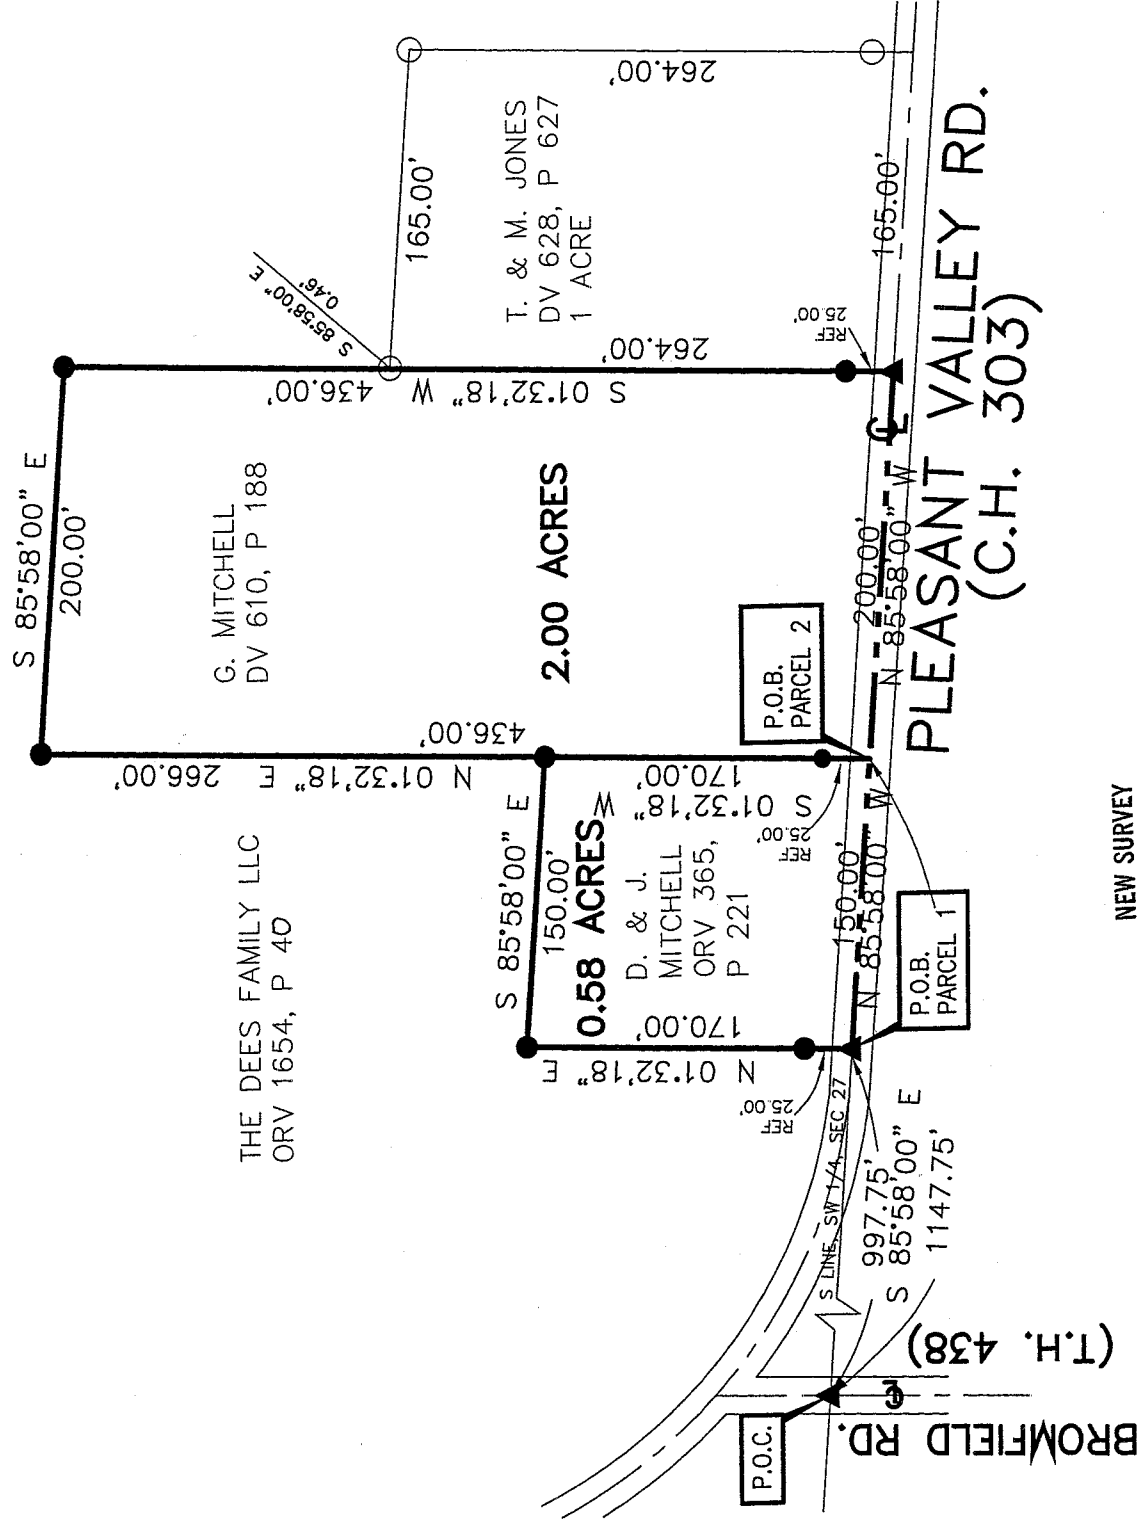 S 85°58'00" E
200.00'
G. MITCHELL
DV 610, P 188
2.00 ACRES
436.00'
S 01°32'18" W
264.00'
S 85°58'00" E
0.46'
165.00'
264.00'
T. & M. JONES
DV 628, P 627
1 ACRE
165.00'
REF
25.00'
436.00'
N 01°32'18" E
266.00'
THE DEES FAMILY LLC
ORV 1654, P 40
S 85°58'00" E
150.00'
0.58 ACRES
D. & J.
MITCHELL
ORV 365,
P 221
S 01°32'18" W
170.00'
REF
25.00'
N 01°32'18" E
170.00'
REF
25.00'
P.O.B.
PARCEL 2
200.00'
N 85°58'00" W
150.00'
N 85°58'00" W
P.O.B.
PARCEL 1
PLEASANT VALLEY RD.
(C.H. 303)
S LINE, SW 1/4, SEC 27
997.75'
S 85°58'00" E
1147.75'
P.O.C.
BROMFIELD RD.
(T.H. 438)
NEW SURVEY